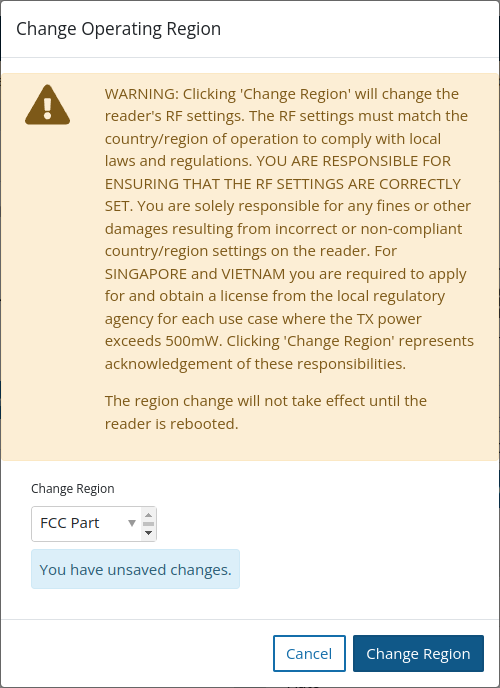 Change Operating Region
WARNING: Clicking 'Change Region' will change the
reader's RF settings. The RF settings must match the
country/region of operation to comply with local
laws and regulations. YOU ARE RESPONSIBLE FOR
ENSURING THAT THE RF SETTINGS ARE CORRECTLY
SET. You are solely responsible for any fines or other
damages resulting from incorrect or non-compliant
country/region settings on the reader. For
SINGAPORE and VIETNAM you are required to apply
for and obtain a license from the local regulatory
agency for each use case where the TX power
exceeds 500mW. Clicking 'Change Region' represents
acknowledgement of these responsibilities.
The region change will not take effect until the
reader is rebooted.
Change Region
FCC Part
You have unsaved changes.
Cancel
Change Region